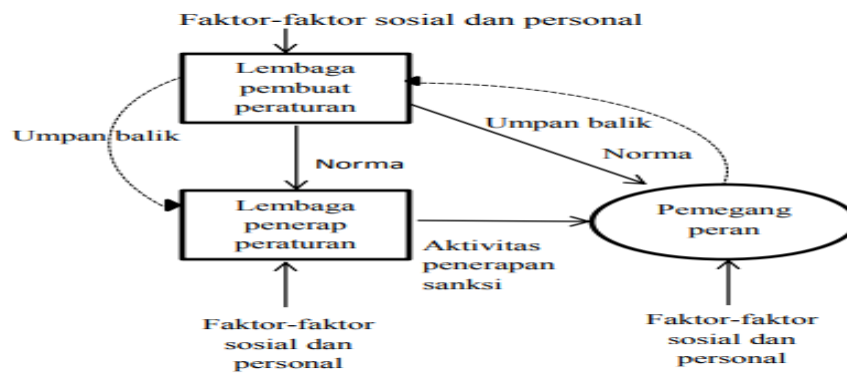 Faktor-faktor sosial dan personal
Lembaga
pembuat
peraturan
Umpan balik
Umpan balik
Norma
Norma
Lembaga
penerap
peraturan
Pemegang
peran
Aktivitas
penerapan
sanksi
Faktor-faktor
sosial dan
personal
Faktor-faktor
sosial dan
personal